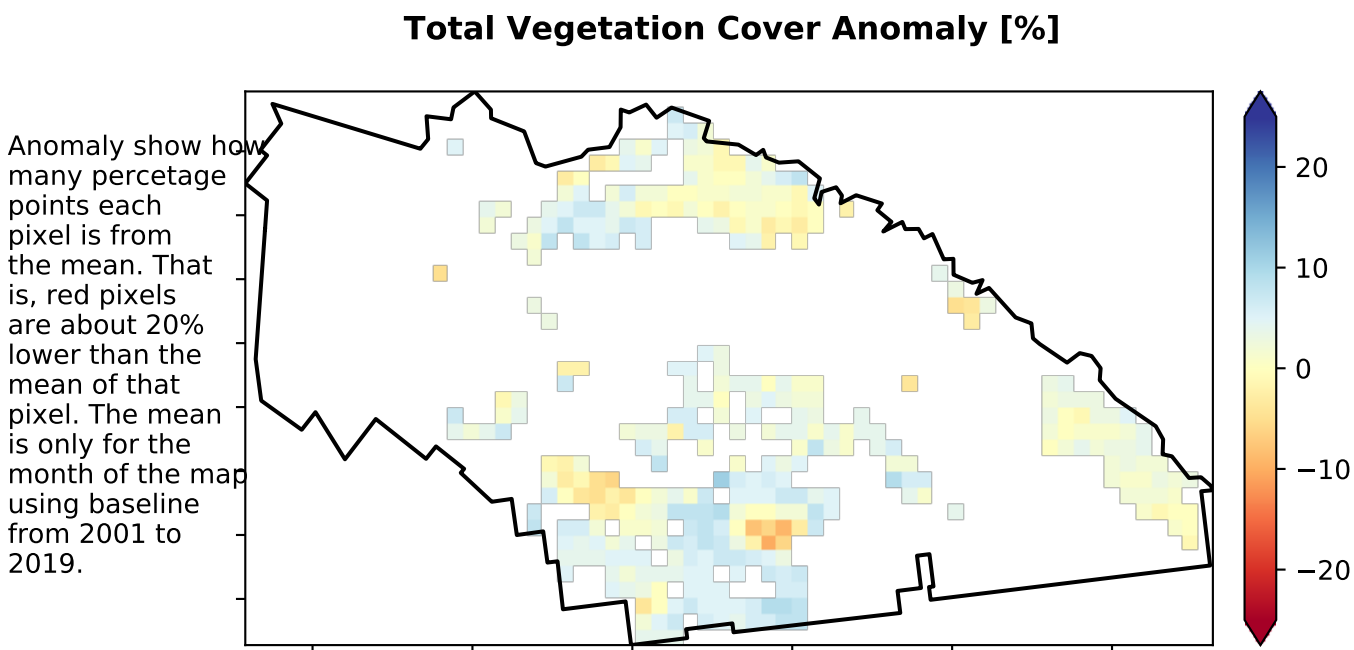 Total Vegetation Cover Anomaly [%]
Anomaly show how
many percetage
points each
pixel is from
the mean. That
is, red pixels
are about 20%
lower than the
mean of that
pixel. The mean
is only for the
month of the map
using baseline
from 2001 to
2019.
20
10
0
−10
−20